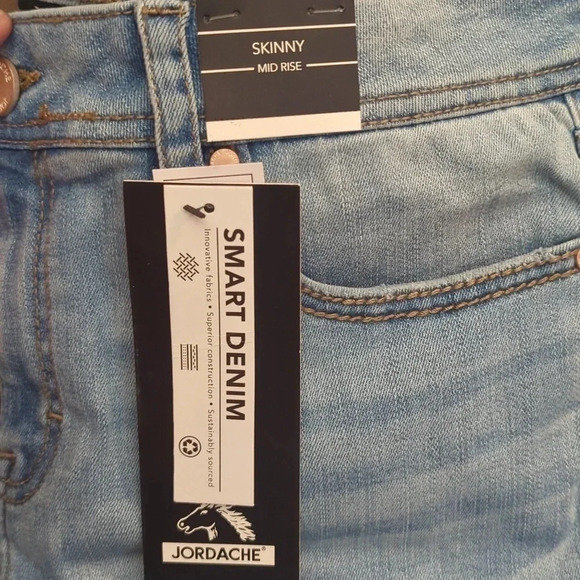 SKINNY
MID RISE
SMART DENIM
Innovative fabrics • Superior construction • Sustainably sourced
JORDACHE®